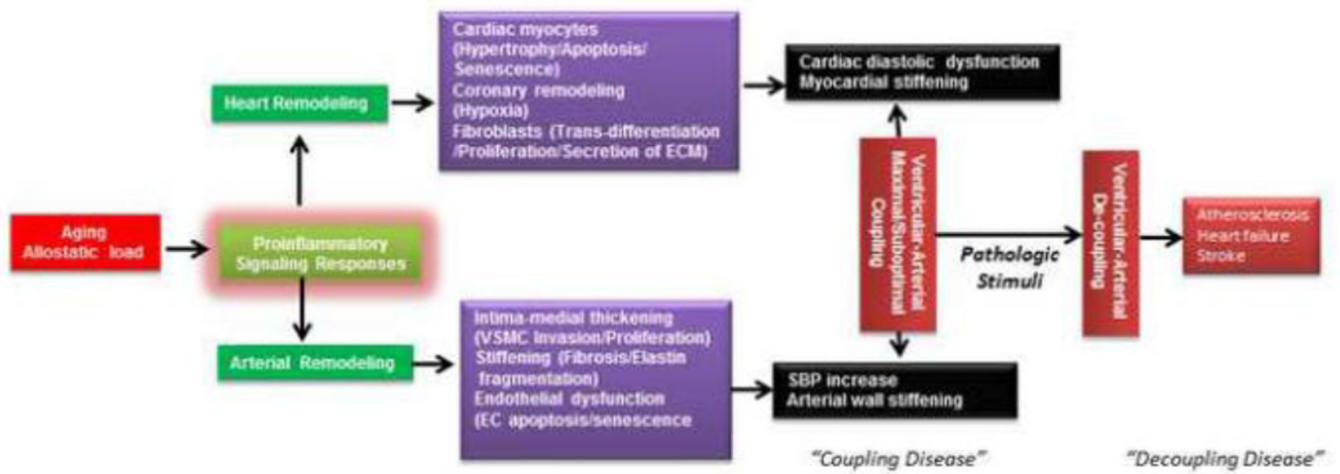 Aging
Allostatic load
Proinflammatory
Signaling Responses
Heart Remodeling
Cardiac myocytes
(Hypertrophy/Apoptosis/
Senescence)
Coronary remodeling
(Hypoxia)
Fibroblasts (Trans-differentiation
/Proliferation/Secretion of ECM)
Cardiac diastolic dysfunction
Myocardial stiffening
Arterial Remodeling
Intima-medial thickening
(VSMC Invasion/Proliferation)
Stiffening (Fibrosis/Elastin
fragmentation)
Endothelial dysfunction
(EC apoptosis/senescence
SBP increase
Arterial wall stiffening
Ventricular-Arterial
Maximal/Suboptimal
Coupling
Pathologic
Stimuli
Ventricular-Arterial
De-coupling
Atherosclerosis
Heart failure
Stroke
"Coupling Disease"
"Decoupling Disease"